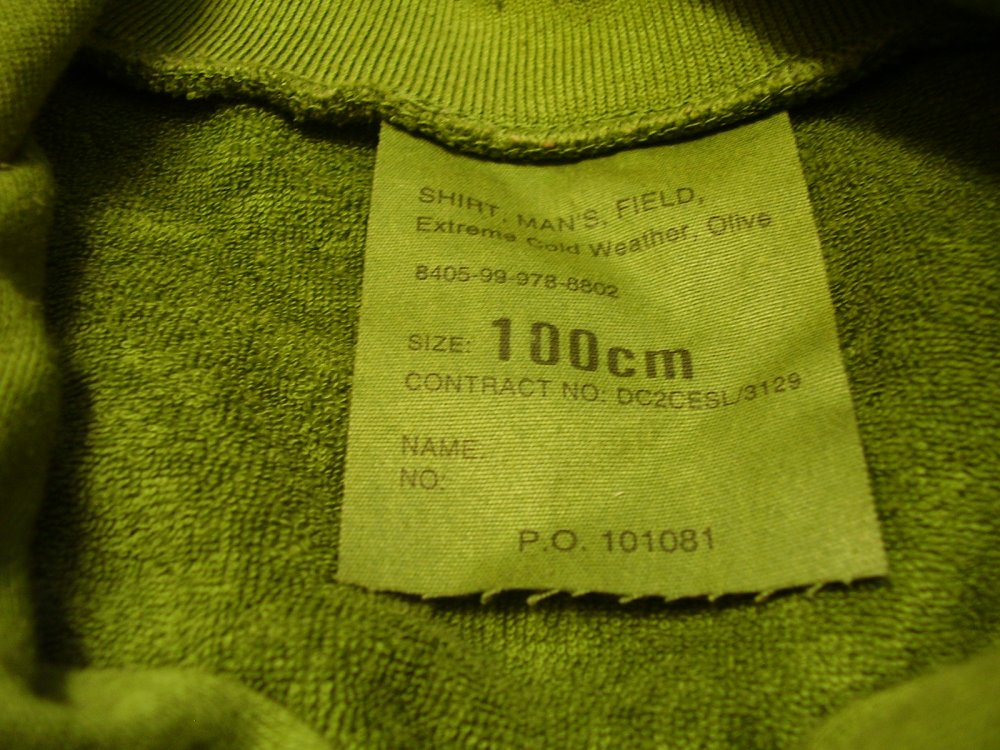 SHIRT, MAN'S, FIELD,
Extreme Cold Weather, Olive
8405-99-978-8802
SIZE: 100cm
CONTRACT NO: DC2CESL/3129
NAME:
NO:
P.O. 101081